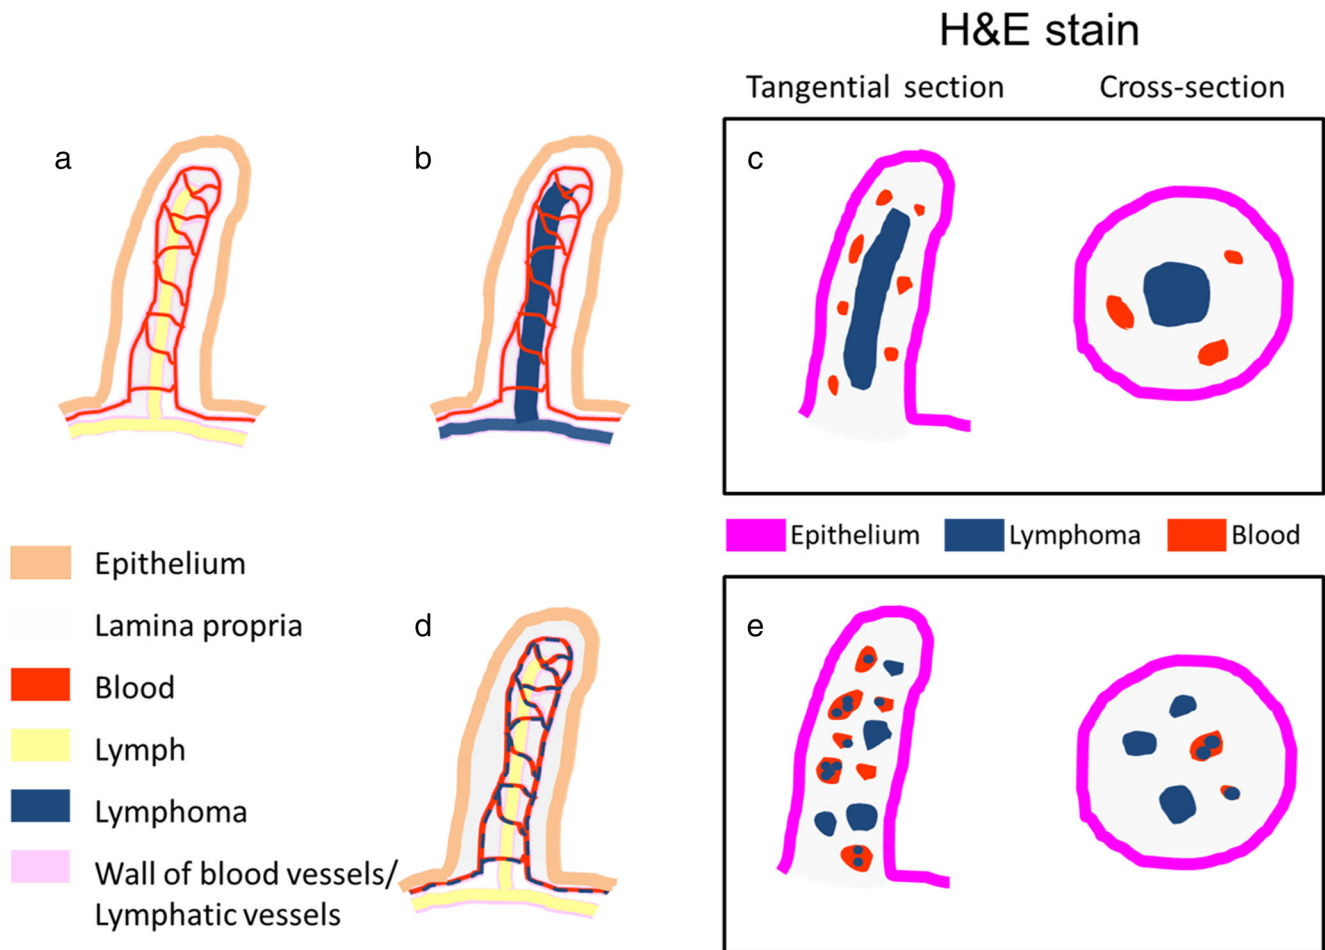 H&E stain
Tangential section
Cross-section
a
b
c
Epithelium
Lymphoma
Blood
Epithelium
Lamina propria
Blood
Lymph
Lymphoma
Wall of blood vessels/
Lymphatic vessels
d
e